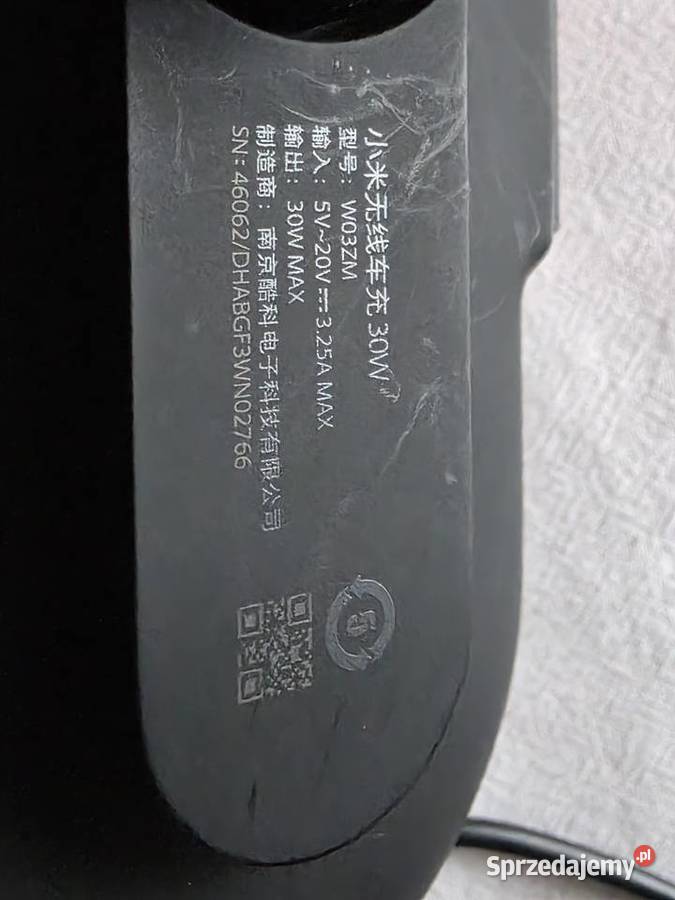 小米无线车充 30W
型号: W03ZM
输入: 5V~20V⎓3.25A MAX
输出: 30W MAX
制造商: 南京酷科电子科技有限公司
SN: 46062/DHABGF3WN02766
5
Sprzedajemy.pl